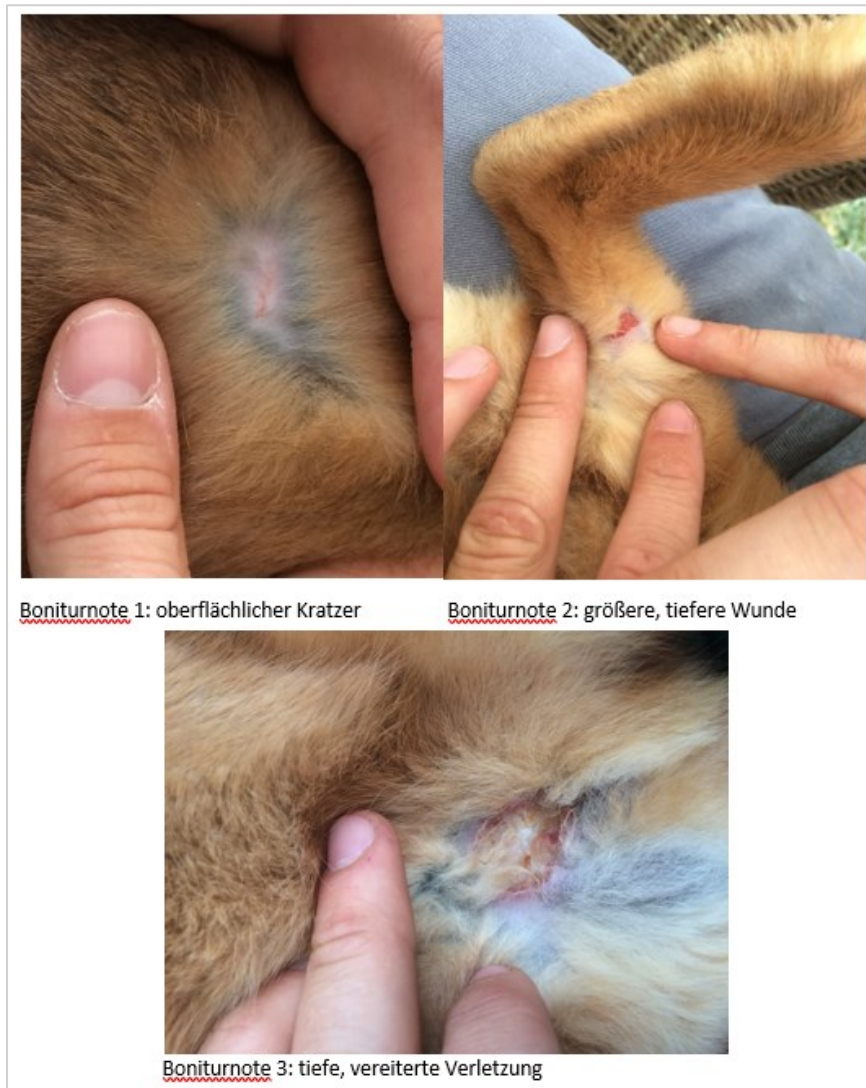 Boniturnote 1: oberflächlicher Kratzer
Boniturnote 2: größere, tiefere Wunde
Boniturnote 3: tiefe, vereiterte Verletzung